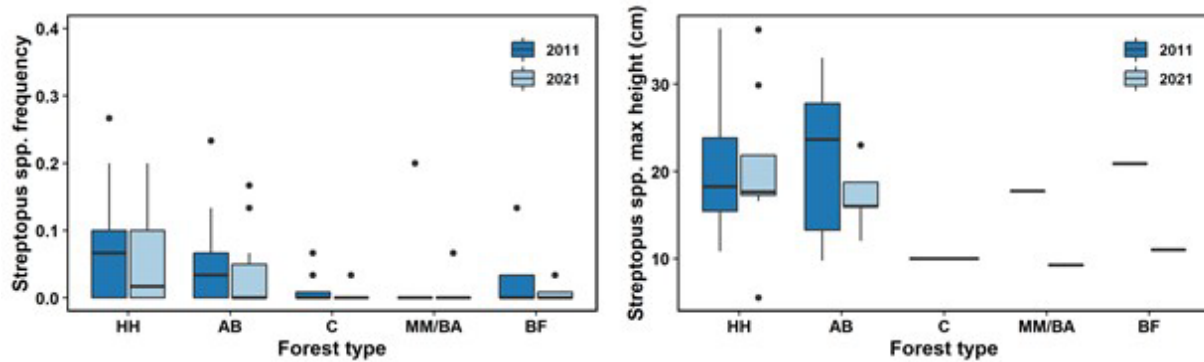 Streptopus spp. frequency
0.4
0.3
0.2
0.1
0.0
2011
2021
HH AB C MM/BA BF
Forest type
Streptopus spp. max height (cm)
30
20
10
2011
2021
HH AB C MM/BA BF
Forest type